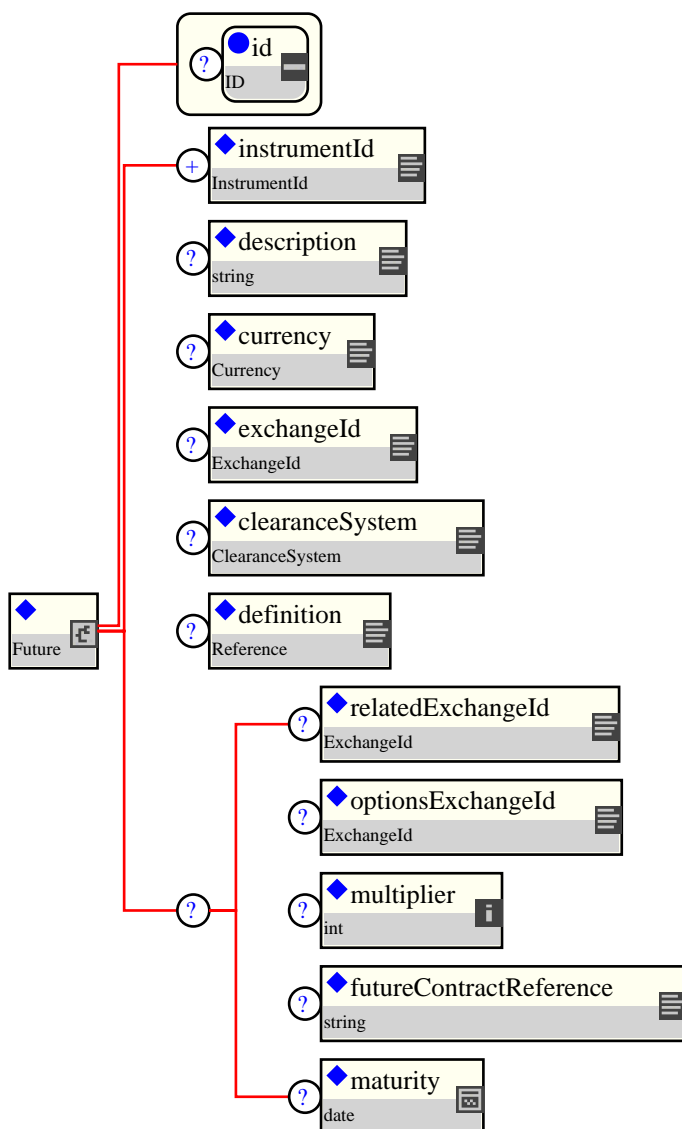 ?
id
ID
+
instrumentId
InstrumentId
?
description
string
?
currency
Currency
?
exchangeId
ExchangeId
?
clearanceSystem
ClearanceSystem
Future
?
definition
Reference
?
relatedExchangeId
ExchangeId
?
optionsExchangeId
ExchangeId
?
?
multiplier
int
?
futureContractReference
string
?
maturity
date